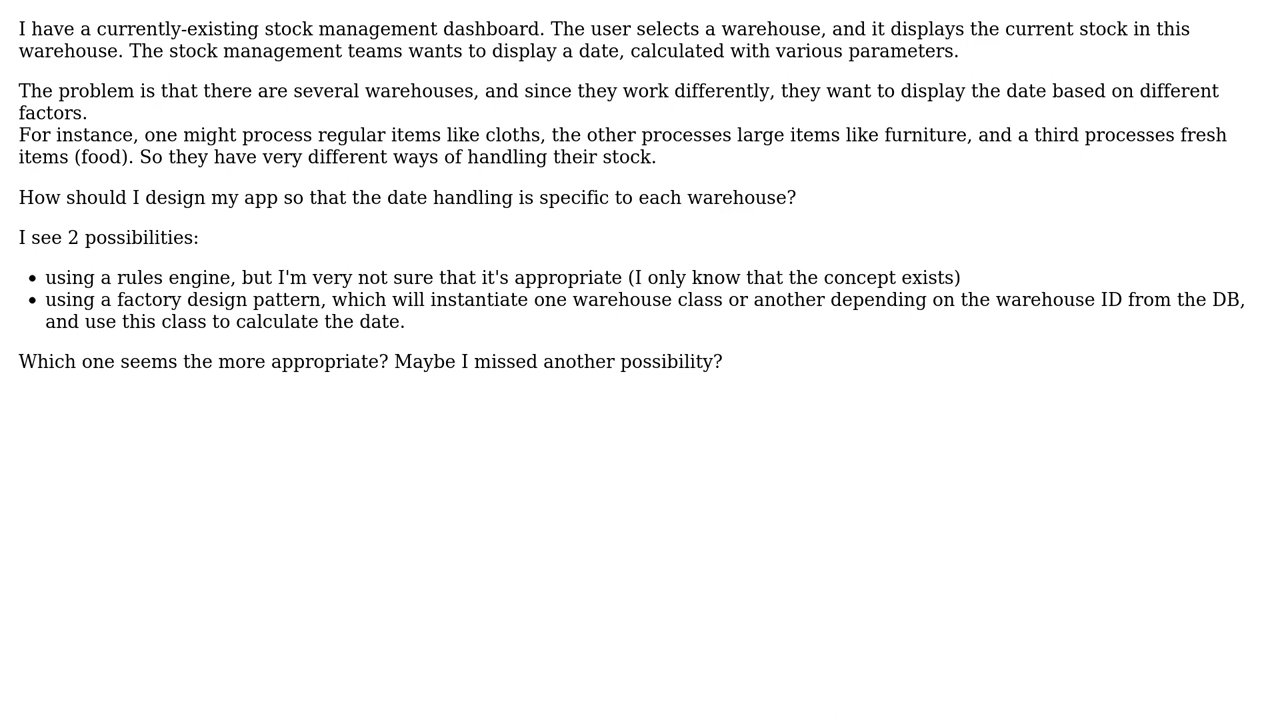 I have a currently-existing stock management dashboard. The user selects a warehouse, and it displays the current stock in this
warehouse. The stock management teams wants to display a date, calculated with various parameters.
The problem is that there are several warehouses, and since they work differently, they want to display the date based on different
factors.
For instance, one might process regular items like cloths, the other processes large items like furniture, and a third processes fresh
items (food). So they have very different ways of handling their stock.
How should I design my app so that the date handling is specific to each warehouse?
I see 2 possibilities:
• using a rules engine, but I'm very not sure that it's appropriate (I only know that the concept exists)
• using a factory design pattern, which will instantiate one warehouse class or another depending on the warehouse ID from the DB,
and use this class to calculate the date.
Which one seems the more appropriate? Maybe I missed another possibility?